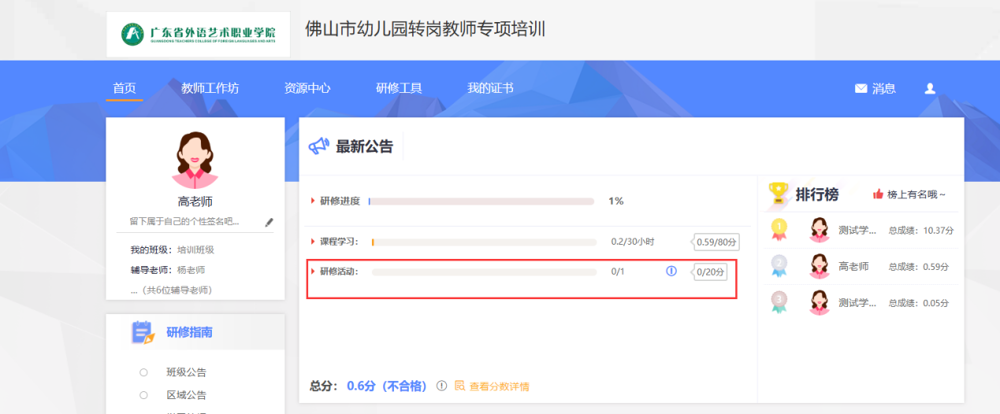 广东省外语艺术职业学院
GUANGDONG TEACHERS COLLEGE OF FOREIGN LANGUAGES AND ARTS
佛山市幼儿园转岗教师专项培训
首页 教师工作坊 资源中心 研修工具 我的证书 消息
高老师
留下属于自己的个性签名吧...
我的班级：培训班级
辅导老师：杨老师
...（共6位辅导老师）
研修指南
班级公告
区域公告
最新公告
研修进度 1%
课程学习： 0.2/30小时 0.59/80分
研修活动： 0/1 0/20分
总分： 0.6分（不合格） 查看分数详情
排行榜 榜上有名哦～
1 测试学... 总成绩：10.37分
2 高老师 总成绩：0.59分
3 测试学... 总成绩：0.05分